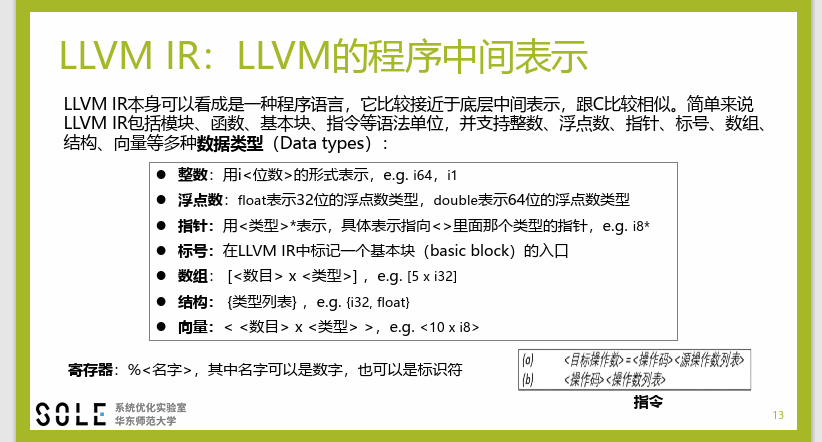 LLVM IR：LLVM的程序中间表示
LLVM IR本身可以看成是一种程序语言，它比较接近于底层中间表示，跟C比较相似。简单来说
LLVM IR包括模块、函数、基本块、指令等语法单位，并支持整数、浮点数、指针、标号、数组、
结构、向量等多种数据类型（Data types）：
● 整数：用i<位数>的形式表示，e.g. i64，i1
● 浮点数：float表示32位的浮点数类型，double表示64位的浮点数类型
● 指针：用<类型>*表示，具体表示指向<>里面那个类型的指针，e.g. i8*
● 标号：在LLVM IR中标记一个基本块（basic block）的入口
● 数组： [<数目> x <类型>] ，e.g. [5 x i32]
● 结构： {类型列表} ，e.g. {i32, float}
● 向量：< <数目> x <类型> >，e.g. <10 x i8>
寄存器：%<名字>，其中名字可以是数字，也可以是标识符
(a) <目标操作数> = <操作码> <源操作数列表>
(b) <操作码> <操作数列表>
指令
SOLE
系统优化实验室
华东师范大学
13